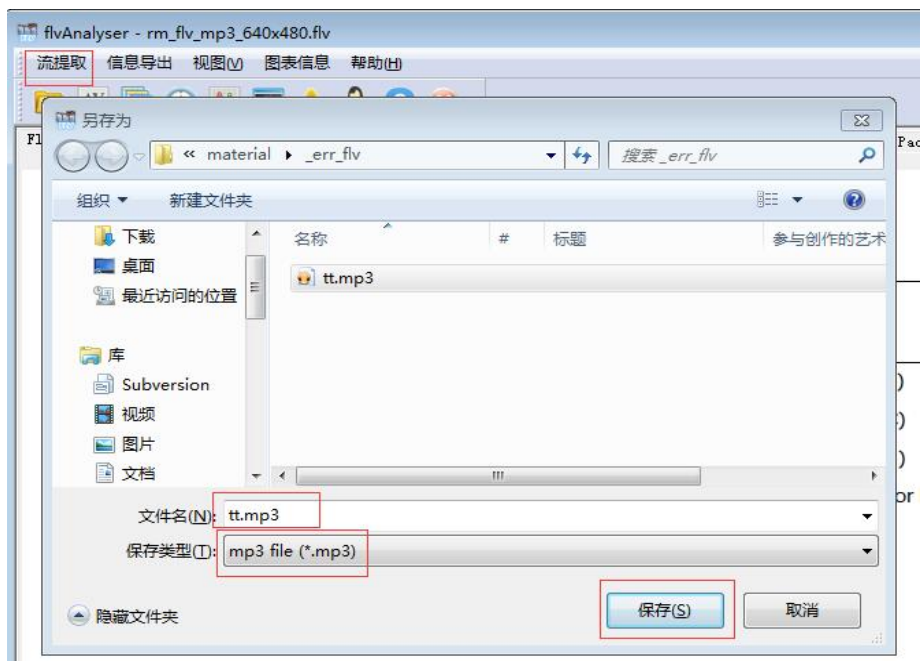 flvAnalyser - rm_flv_mp3_640x480.flv
流提取 信息导出 视图(V) 图表信息 帮助(H)
另存为
Fl
Pac
« material ▸ _err_flv
搜索 _err_flv
组织 新建文件夹
下载
名称 # 标题 参与创作的艺术
桌面
tt.mp3
最近访问的位置
库
Subversion
视频
图片
文档
)
)
)
or
文件名(N): tt.mp3
保存类型(T): mp3 file (*.mp3)
隐藏文件夹
保存(S) 取消